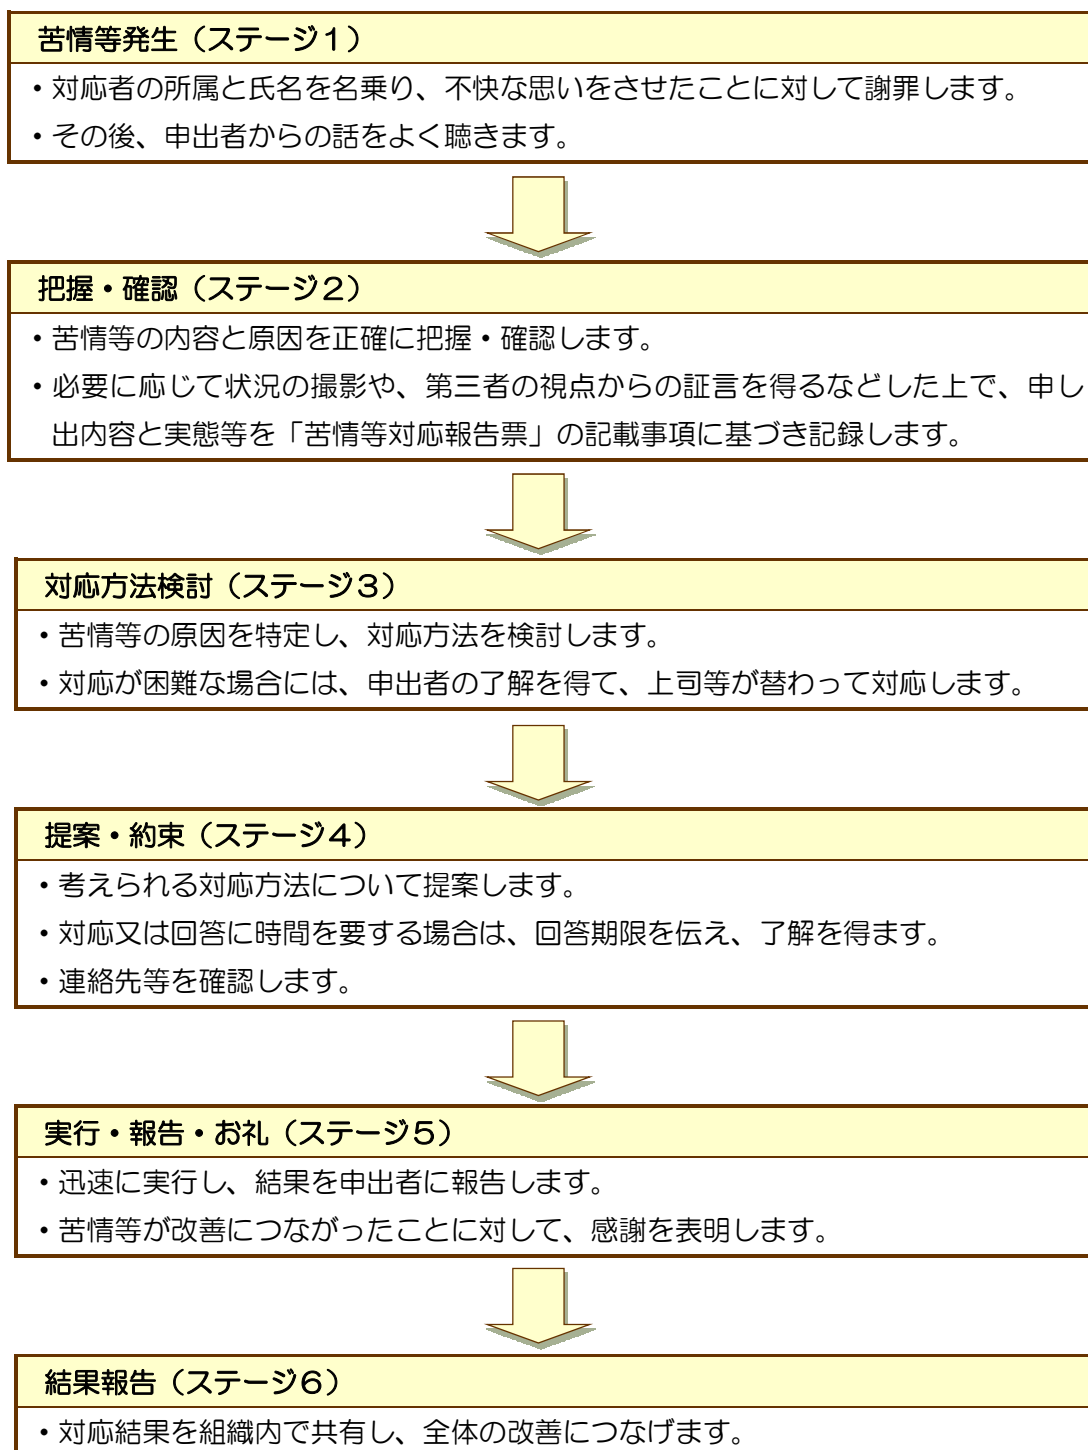 苦情等発生（ステージ１）
・対応者の所属と氏名を名乗り、不快な思いをさせたことに対して謝罪します。
・その後、申出者からの話をよく聴きます。
把握・確認（ステージ２）
・苦情等の内容と原因を正確に把握・確認します。
・必要に応じて状況の撮影や、第三者の視点からの証言を得るなどした上で、申し
出内容と実態等を「苦情等対応報告票」の記載事項に基づき記録します。
対応方法検討（ステージ３）
・苦情等の原因を特定し、対応方法を検討します。
・対応が困難な場合には、申出者の了解を得て、上司等が替わって対応します。
提案・約束（ステージ４）
・考えられる対応方法について提案します。
・対応又は回答に時間を要する場合は、回答期限を伝え、了解を得ます。
・連絡先等を確認します。
実行・報告・お礼（ステージ５）
・迅速に実行し、結果を申出者に報告します。
・苦情等が改善につながったことに対して、感謝を表明します。
結果報告（ステージ６）
・対応結果を組織内で共有し、全体の改善につなげます。